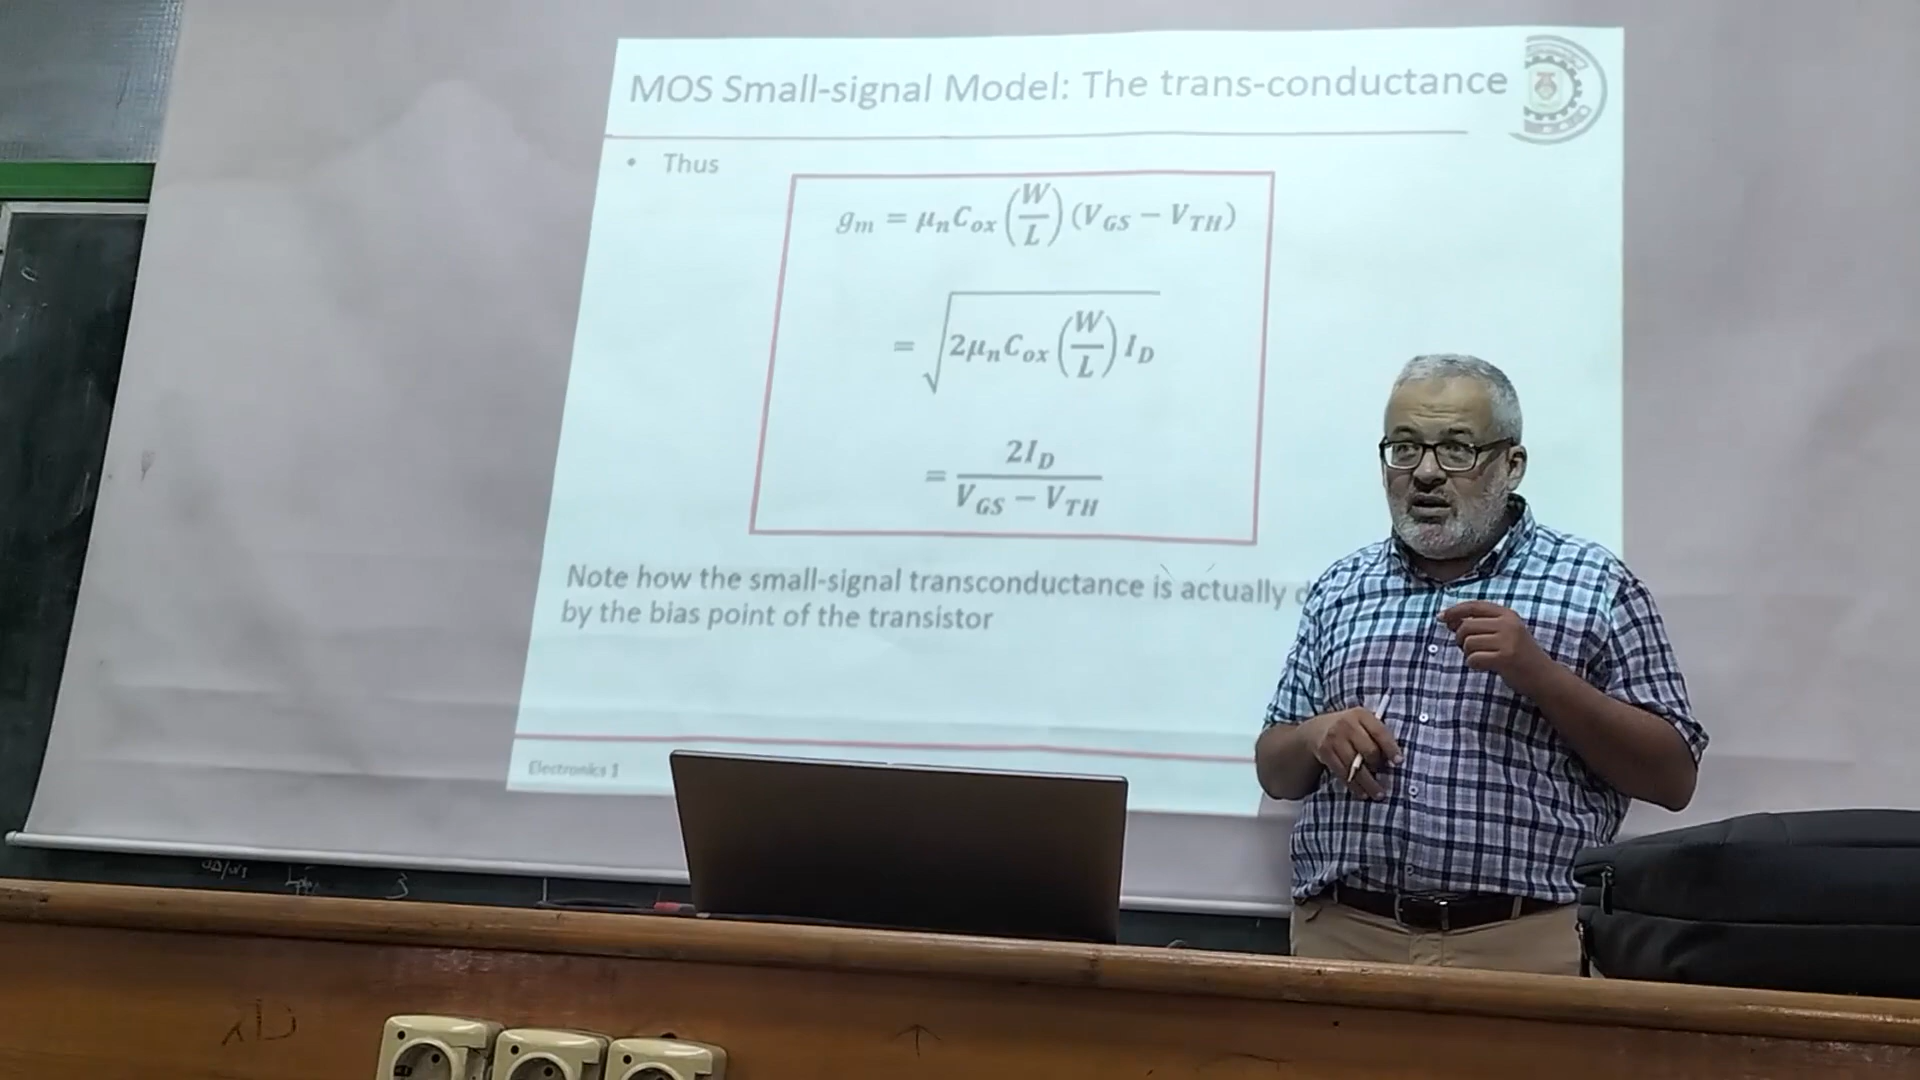 MOS Small-signal Model: The trans-conductance
• Thus
g_m = μ_n C_ox (W/L) (V_GS − V_TH)
= √(2μ_n C_ox (W/L) I_D)
= 2I_D / (V_GS − V_TH)
Note how the small-signal transconductance is actually
by the bias point of the transistor
Electronics 1